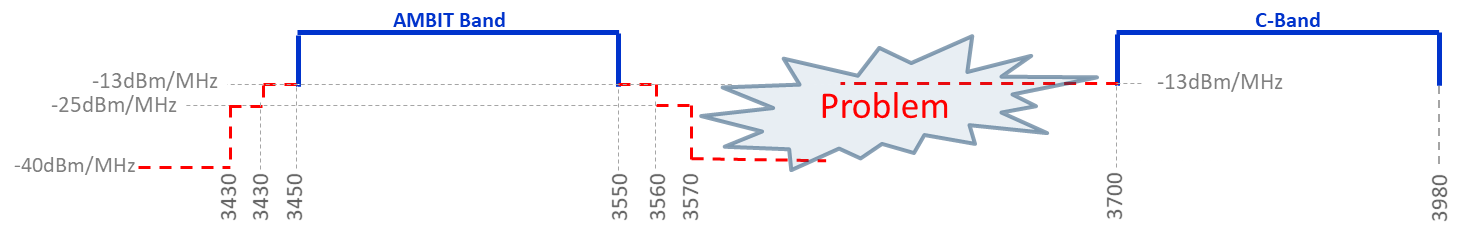 AMBIT Band
C-Band
-13dBm/MHz
-13dBm/MHz
-25dBm/MHz
Problem
-40dBm/MHz
3430
3430
3450
3550
3560
3570
3700
3980